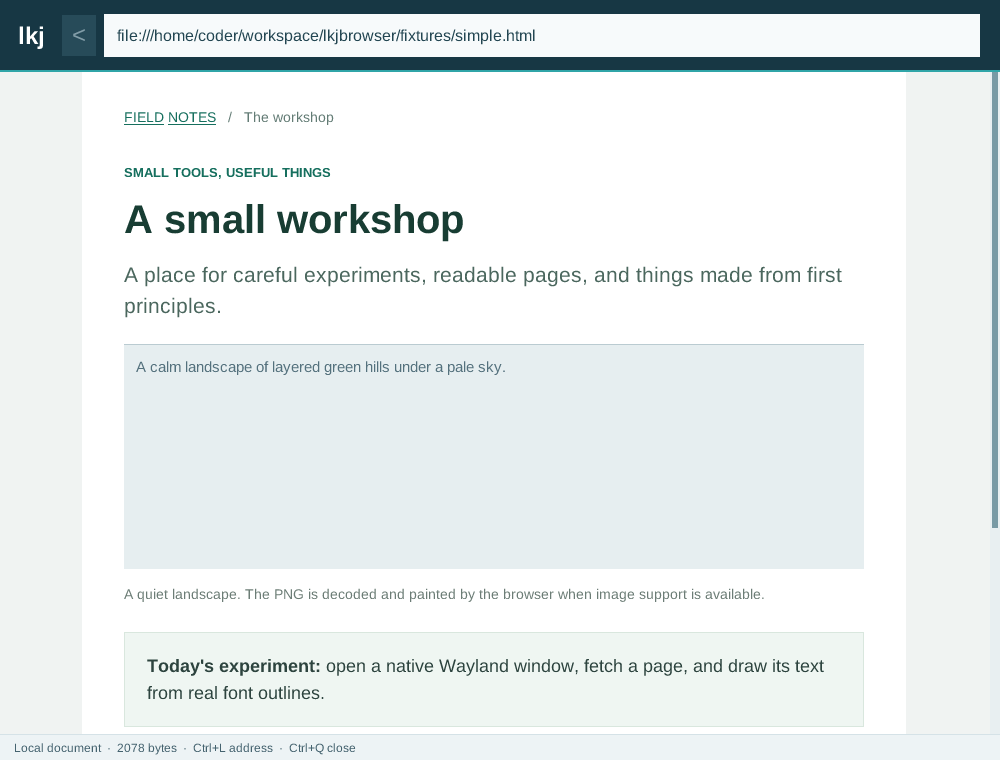 lkj
<
file:///home/coder/workspace/lkjbrowser/fixtures/simple.html
FIELD NOTES / The workshop
SMALL TOOLS, USEFUL THINGS
A small workshop
A place for careful experiments, readable pages, and things made from first
principles.
A calm landscape of layered green hills under a pale sky.
A quiet landscape. The PNG is decoded and painted by the browser when image support is available.
Today's experiment: open a native Wayland window, fetch a page, and draw its text
from real font outlines.
Local document · 2078 bytes · Ctrl+L address · Ctrl+Q close